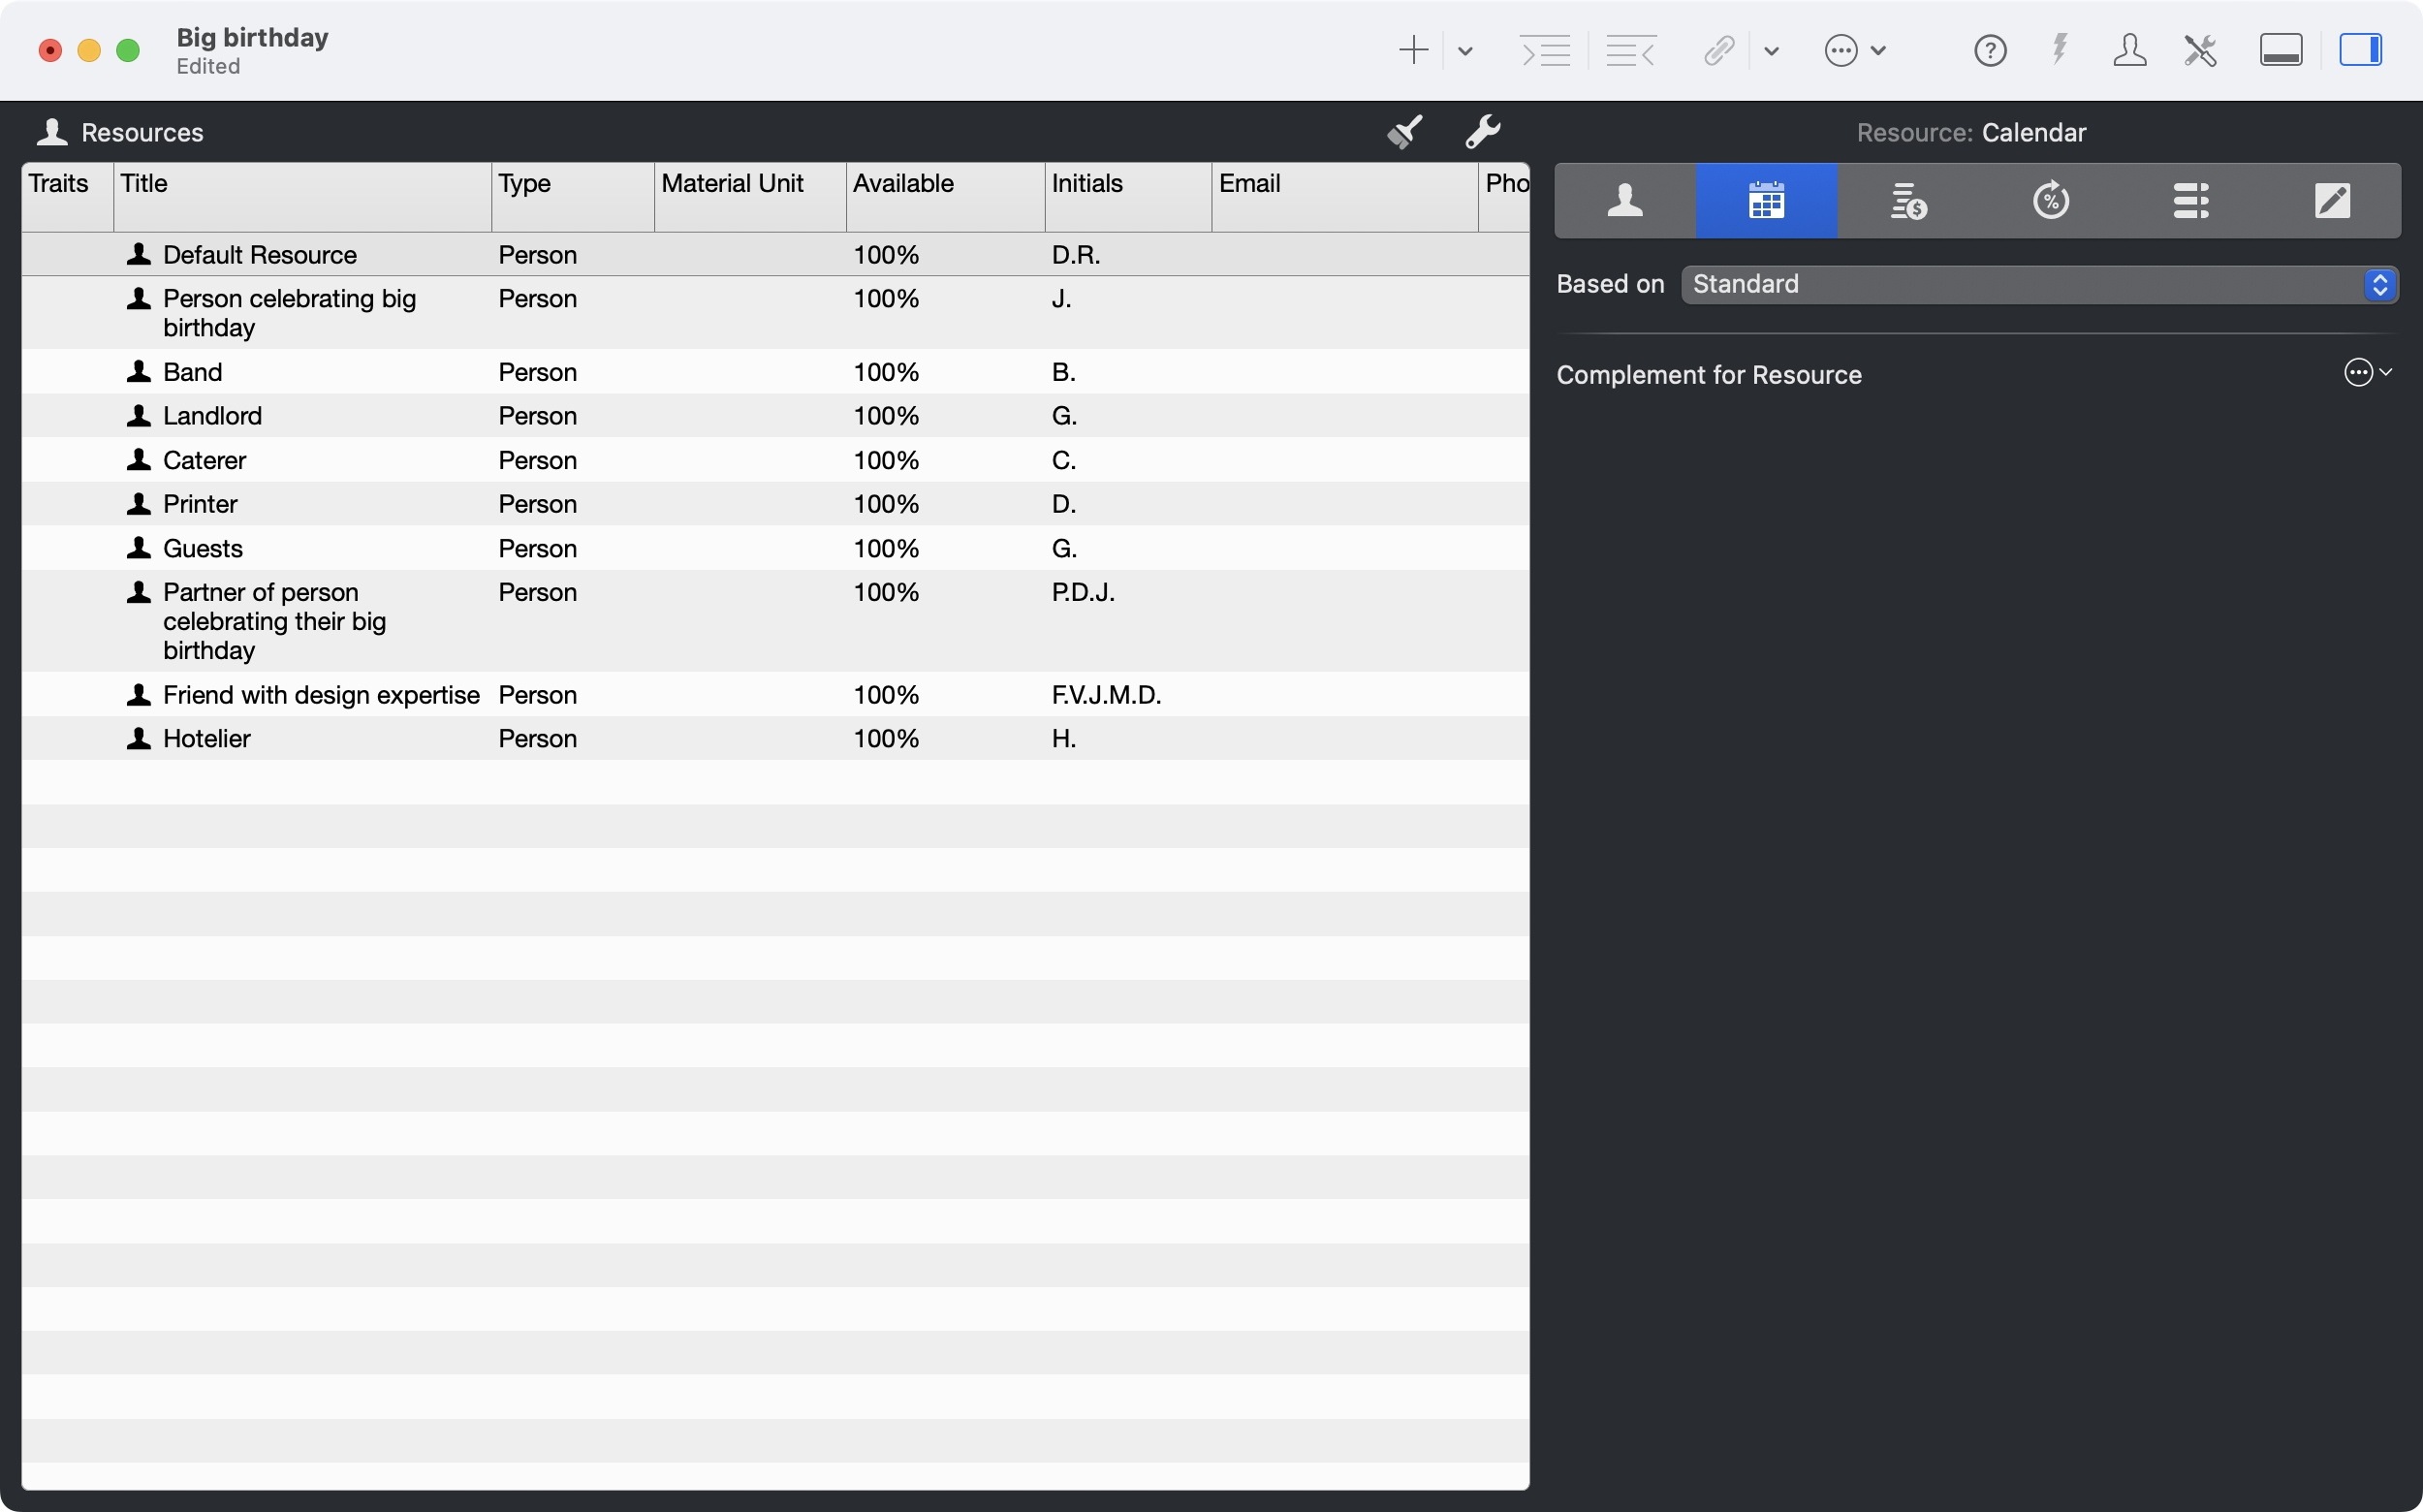 Big birthday
Edited
Resources
Resource: Calendar
Traits Title Type Material Unit Available Initials Email Pho
Based on Standard
Default Resource Person 100% D.R.
Person celebrating big
birthday Person 100% J.
Complement for Resource
Band Person 100% B.
Landlord Person 100% G.
Caterer Person 100% C.
Printer Person 100% D.
Guests Person 100% G.
Partner of person
celebrating their big
birthday Person 100% P.D.J.
Friend with design expertise Person 100% F.V.J.M.D.
Hotelier Person 100% H.